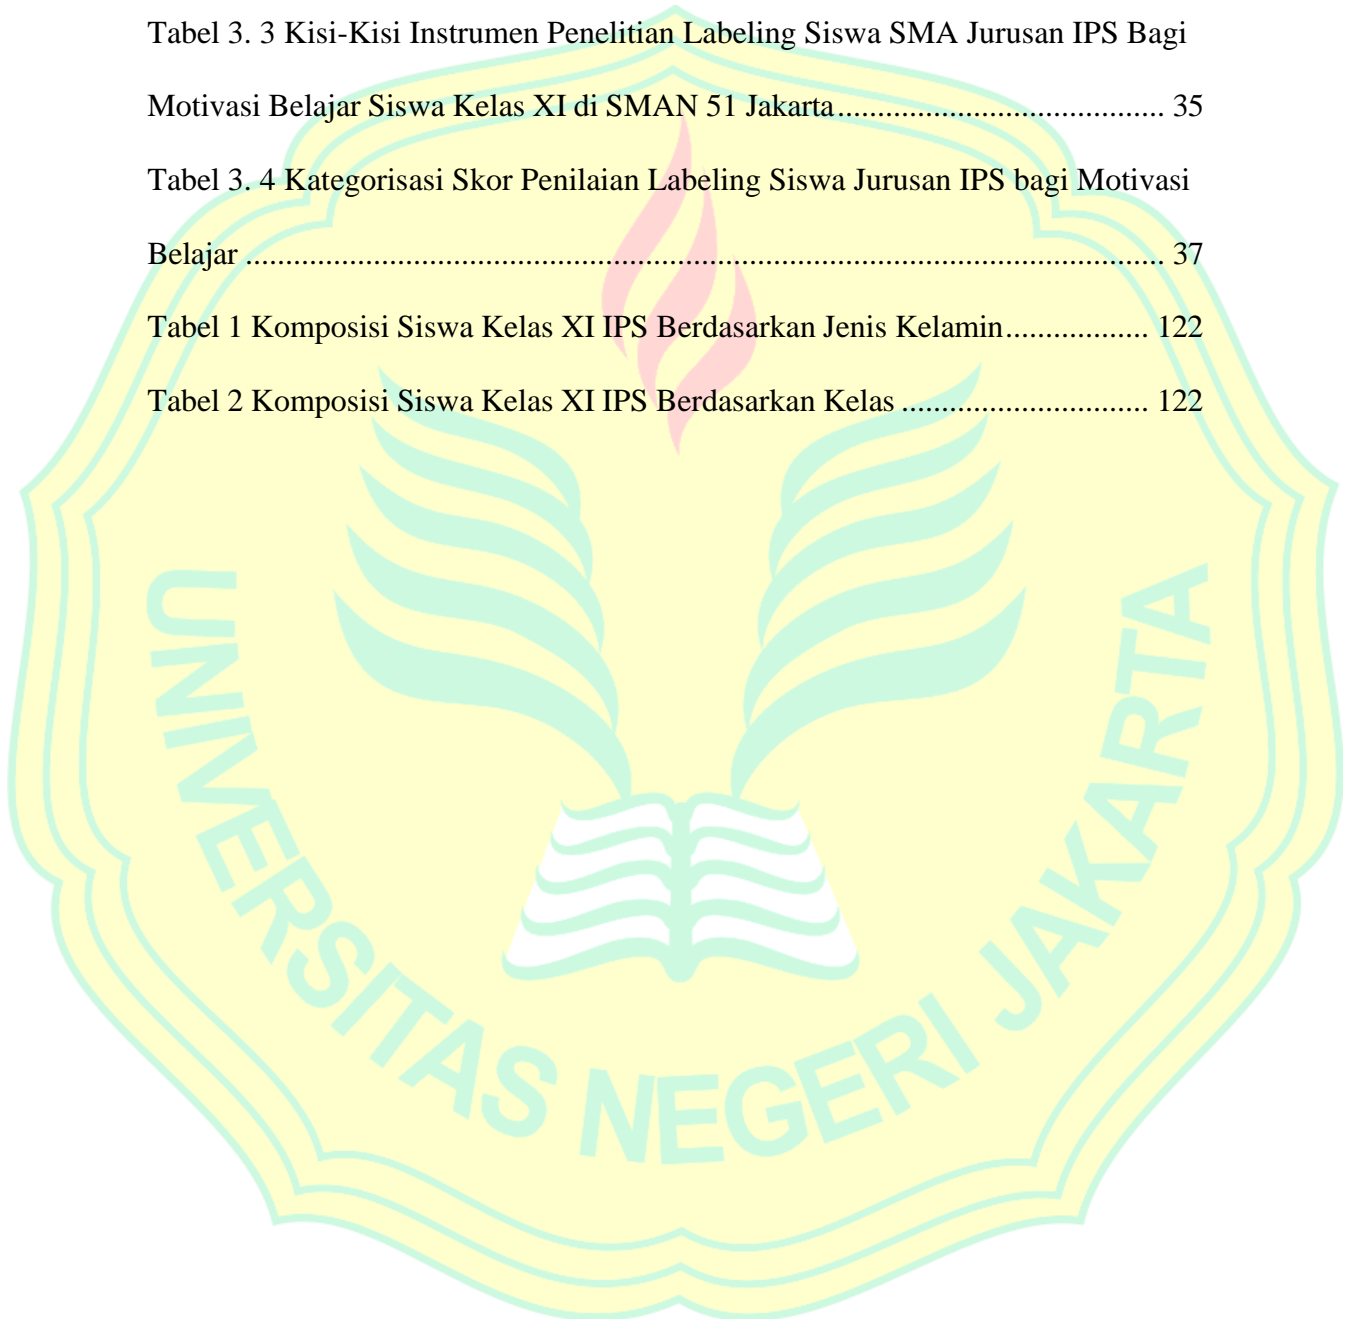 Tabel 3. 3 Kisi-Kisi Instrumen Penelitian Labeling Siswa SMA Jurusan IPS Bagi
Motivasi Belajar Siswa Kelas XI di SMAN 51 Jakarta......................................... 35
Tabel 3. 4 Kategorisasi Skor Penilaian Labeling Siswa Jurusan IPS bagi Motivasi
Belajar ................................................................................................................... 37
Tabel 1 Komposisi Siswa Kelas XI IPS Berdasarkan Jenis Kelamin.................. 122
Tabel 2 Komposisi Siswa Kelas XI IPS Berdasarkan Kelas ............................... 122
UNIVERSITAS NEGERI JAKARTA